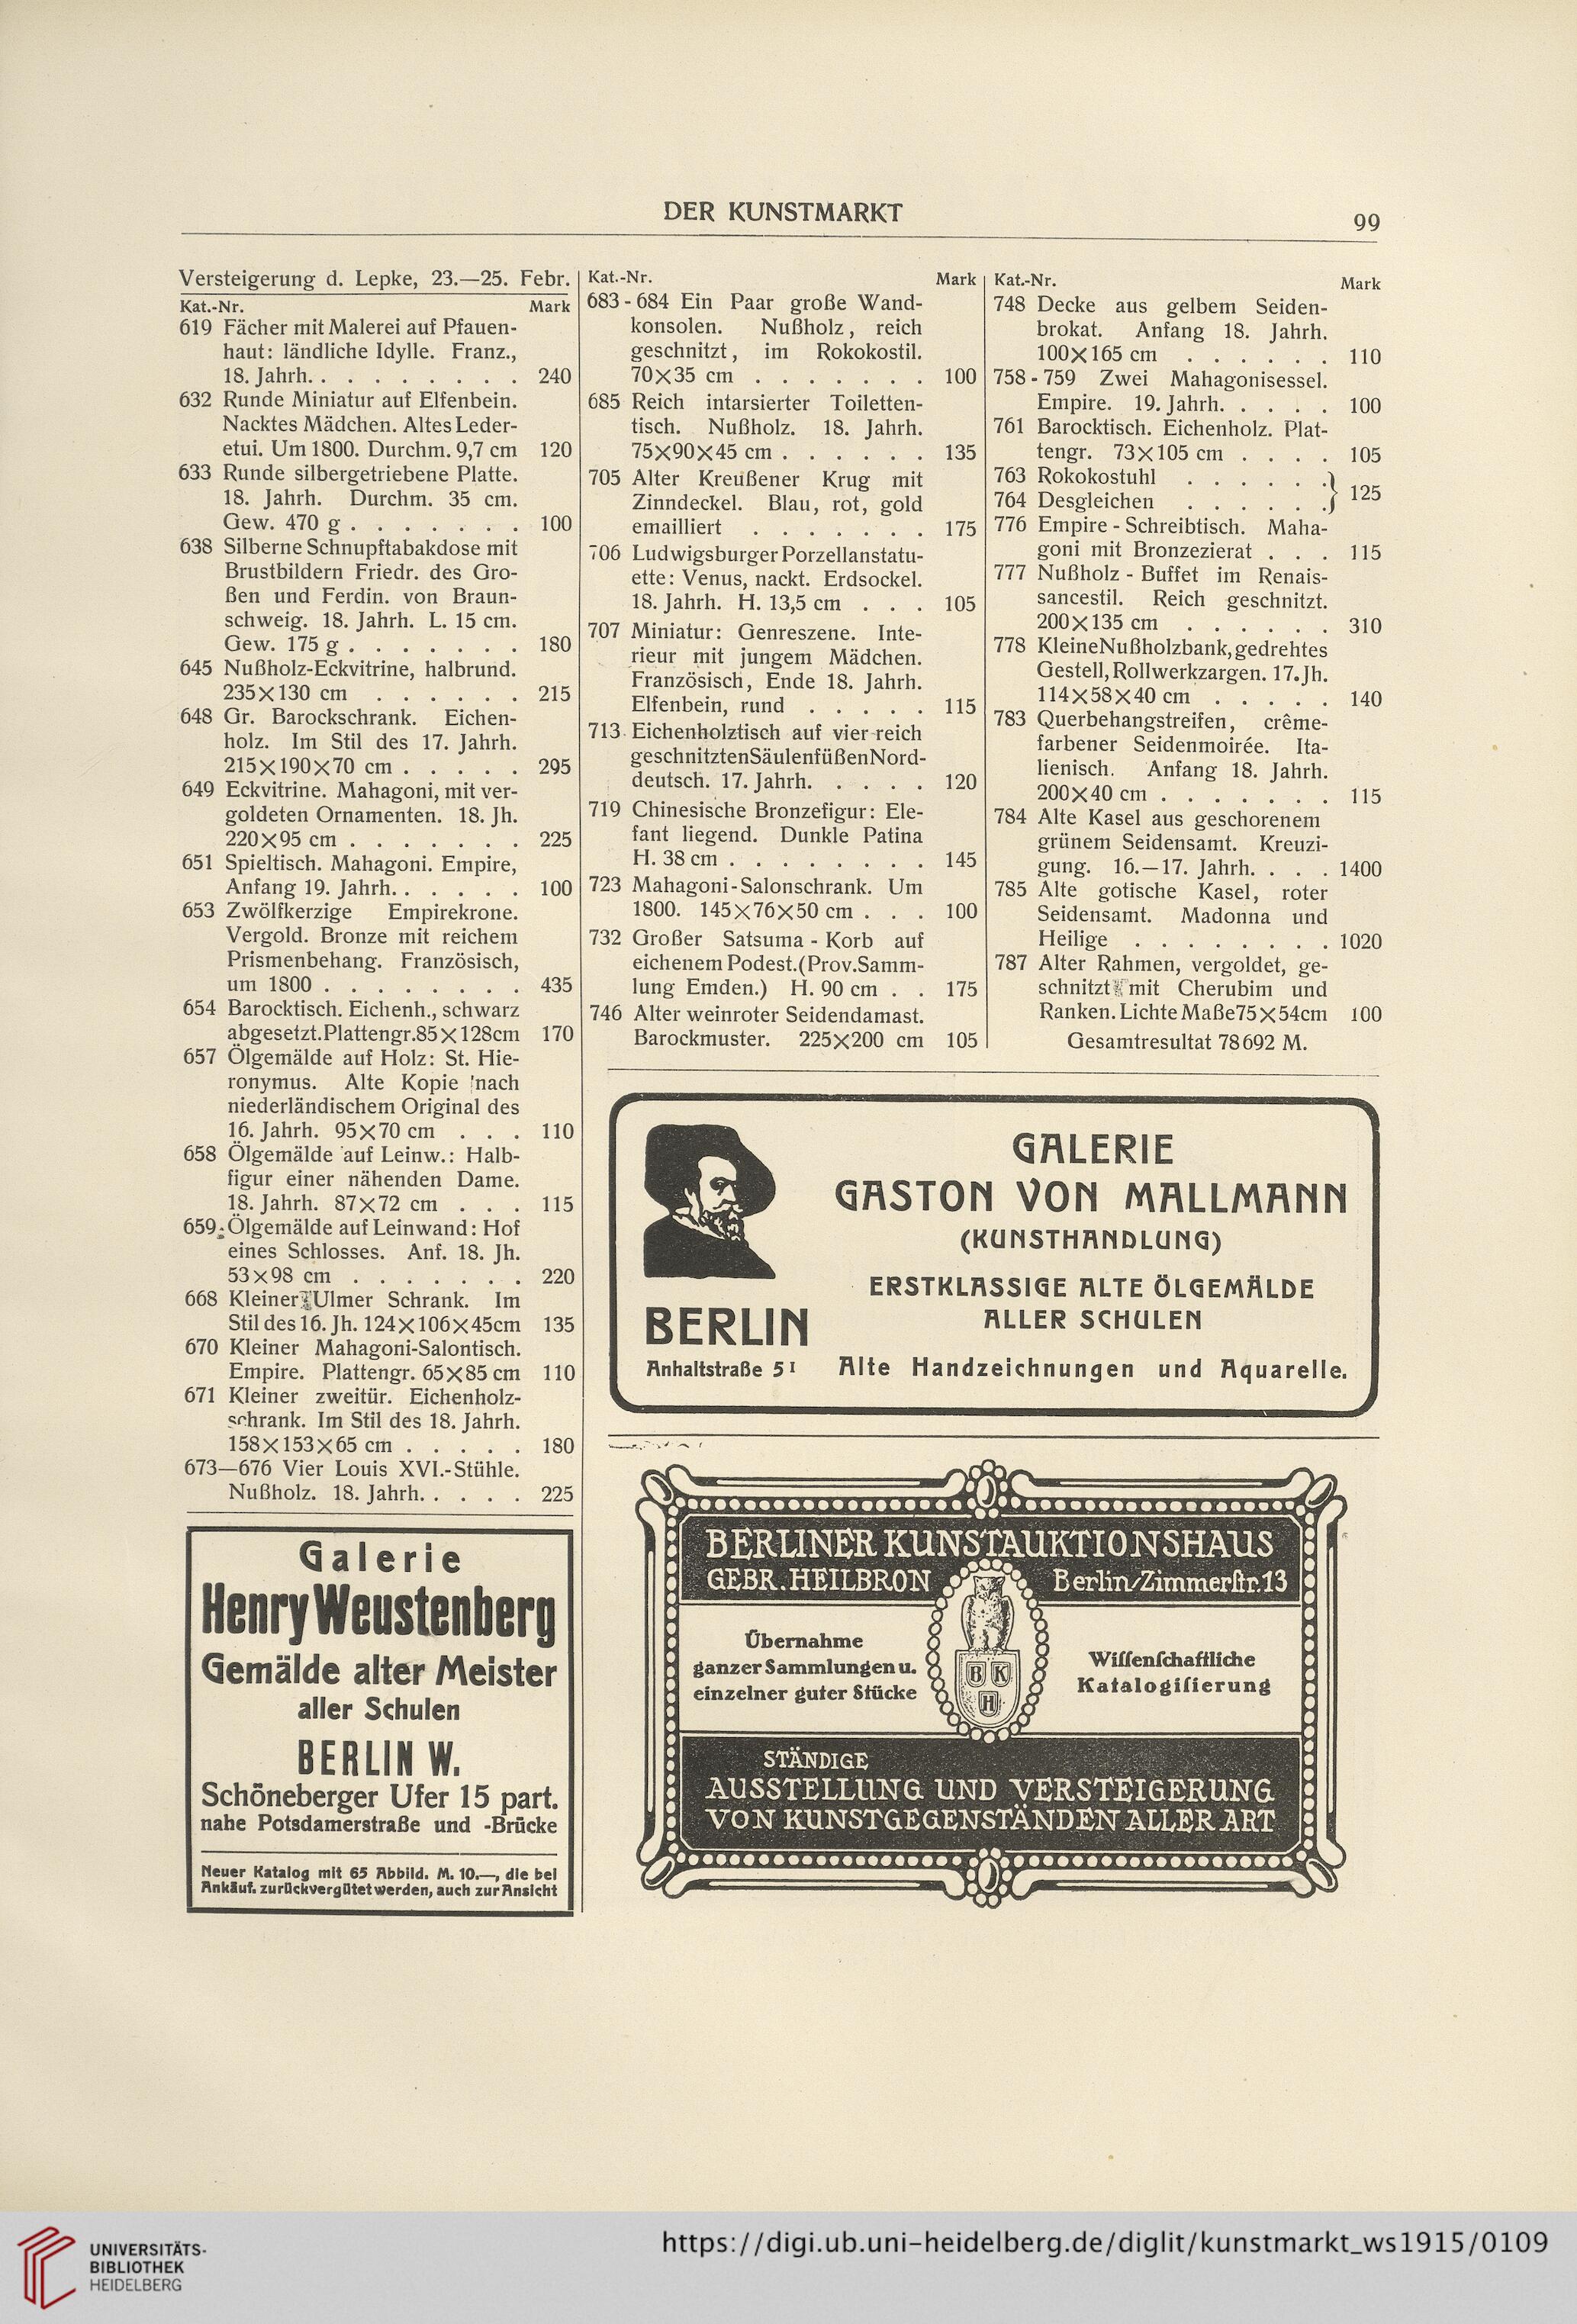 DER KUNSTMARKT
99
Versteigerung d. Lepke, 23.—25. Febr.
Kat.-Nr. Mark
619 Fächer mit Malerei auf Pfauen-
haut: ländliche Idylle. Franz.,
18. Jahrh. . . . . . . . . 240
632 Runde Miniatur auf Elfenbein.
Nacktes Mädchen. Altes Leder-
etui. Um 1800. Durchm. 9,7 cm 120
633 Runde silbergetriebene Platte.
18. Jahrh. Durchm. 35 cm.
Gew. 470 g . . . . . . . 100
638 Silberne Schnupftabakdose mit
Brustbildern Friedr. des Gro-
ßen und Ferdin. von Braun-
schweig. 18. Jahrh. L. 15 cm.
Gew. 175 g . . . . . . . 180
645 Nußholz-Eckvitrine, halbrund.
235×130 cm . . . . . . 215
648 Gr. Barockschrank. Eichen-
holz. Im Stil des 17. Jahrh.
215×190×70 cm . . . . . 295
649 Eckvitrine. Mahagoni, mit ver-
goldeten Ornamenten. 18. Jh.
220×95 cm . . . . . . . 225
651 Spieltisch. Mahagoni. Empire,
Anfang 19. Jahrh. . . . . . 100
653 Zwölfkerzige Empirekrone.
Vergold. Bronze mit reichem
Prismenbehang. Französisch,
um 1800 . . . . . . . . 435
654 Barocktisch. Eichenh., schwarz
abgesetzt. Plattengr. 85×128cm 170
657 Ölgemälde auf Holz: St. Hie-
ronymus. Alte Kopie nach
niederländischem Original des
16. Jahrh. 95×70 cm . . . 110
658 Ölgemälde auf Leinw.: Halb-
figur einer nähenden Dame.
18. Jahrh. 87×72 cm . . . 115
659 Ölgemälde auf Leinwand: Hof
eines Schlosses. Anf. 18. Jh.
53×98 cm . . . . . . . 220
668 Kleiner Ulmer Schrank. Im
Stil des 16. Jh. 124×106×45cm 135
670 Kleiner Mahagoni-Salontisch.
Empire. Plattengr. 65×85 cm 110
671 Kleiner zweitür. Eichenholz-
schrank. Im Stil des 18. Jahrh.
158×153×65 cm . . . . . 180
673—676 Vier Louis XVI.-Stühle.
Nußholz. 18. Jahrh. . . . . 225
Kat.-Nr. Mark
683-684 Ein Paar große Wand-
konsolen. Nußholz, reich
geschnitzt, im Rokokostil.
70×35 cm . . . . . . . 100
685 Reich intarsierter Toiletten-
tisch. Nußholz. 18. Jahrh.
75×90×45 cm . . . . . . 135
705 Alter Kreußener Krug mit
Zinndeckel. Blau, rot, gold
emailliert . . . . . . . 175
706 Ludwigsburger Porzellanstatu-
ette: Venus, nackt. Erdsockel.
18. Jahrh. H. 13,5 cm . . . 105
707 Miniatur: Genreszene. Inte-
rieur mit jungem Mädchen.
Französisch, Ende 18. Jahrh.
Elfenbein, rund . . . . . 115
713 Eichenholztisch auf vier reich
geschnitzten Säulenfüßen Nord-
deutsch. 17. Jahrh. . . . . 120
719 Chinesische Bronzefigur: Ele-
fant liegend. Dunkle Patina
H. 38 cm . . . . . . . . 145
723 Mahagoni-Salonschrank. Um
1800. 145×76×50 cm . . . 100
732 Großer Satsuma-Korb auf
eichenem Podest. (Prov. Samm-
lung Emden.) H. 90 cm . . 175
746 Alter weinroter Seidendamast.
Barockmuster. 225×200 cm 105
Kat.-Nr. Mark
748 Decke aus gelbem Seiden-
brokat. Anfang 18. Jahrh.
100×165 cm . . . . . . 110
758-759 Zwei Mahagonisessel.
Empire. 19. Jahrh. . . . . 100
761 Barocktisch. Eichenholz. Plat-
tengr. 73×105 cm . . . . 105
763 Rokokostuhl . . . . . . }
764 Desgleichen . . . . . . } 125
776 Empire-Schreibtisch. Maha-
goni mit Bronzezierat . . . 115
777 Nußholz-Buffet im Renais-
sancestil. Reich geschnitzt.
200×135 cm . . . . . . 310
778 Kleine Nußholzbank, gedrehtes
Gestell, Rollwerkzargen. 17. Jh.
114×58×40 cm . . . . . 140
783 Querbehangstreifen, crême-
farbener Seidenmoirée. Ita-
lienisch. Anfang 18. Jahrh.
200×40 cm . . . . . . . 115
784 Alte Kasel aus geschorenem
grünem Seidensamt. Kreuzi-
gung. 16.—17. Jahrh. . . . 1400
785 Alte gotische Kasel, roter
Seidensamt. Madonna und
Heilige . . . . . . . . 1020
787 Alter Rahmen, vergoldet, ge-
schnitzt mit Cherubim und
Ranken. Lichte Maße 75×54cm 100
Gesamtresultat 78692 M.
GALERIE
GASTON VON MALLMANN
(KUNSTHANDLUNG)
ERSTKLASSIGE ALTE ÖLGEMÄLDE
ALLER SCHULEN
BERLIN
Anhaltstraße 5 I Alte Handzeichnungen und Aquarelle.
Galerie
Henry Weustenberg
Gemälde alter Meister
aller Schulen
BERLIN W.
Schöneberger Ufer 15 part.
nahe Potsdamerstraße und -Brücke
Neuer Katalog mit 65 Abbild. M. 10.—, die bei
Ankäuf. zurückvergütet werden, auch zur Ansicht
BERLINER KUNSTAUKTIONSHAUS
GEBR. HEILBRON Berlin, Zimmerstr. 13
Übernahme
ganzer Sammlungen u.
einzelner guter Stücke
B K
H
Wissenschaftliche
Katalogisierung
STÄNDIGE
AUSSTELLUNG UND VERSTEIGERUNG
VON KUNSTGEGENSTÄNDEN ALLER ART
UNIVERSITÄTS-
BIBLIOTHEK
HEIDELBERG
https://digi.ub.uni-heidelberg.de/diglit/kunstmarkt_ws1915/0109